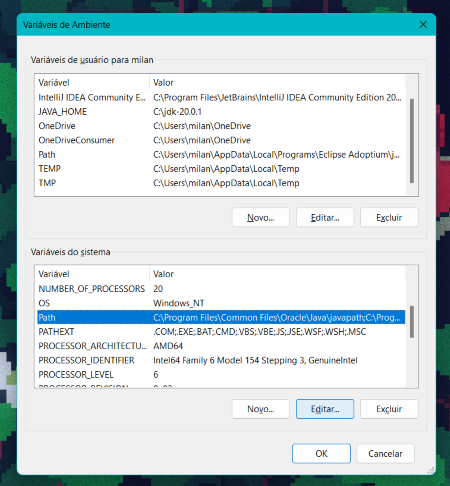 Variáveis de Ambiente
Variáveis de usuário para milan
Variável Valor
IntelliJ IDEA Community E... C:\Program Files\JetBrains\IntelliJ IDEA Community Edition 20...
JAVA_HOME C:\jdk-20.0.1
OneDrive C:\Users\milan\OneDrive
OneDriveConsumer C:\Users\milan\OneDrive
Path C:\Users\milan\AppData\Local\Programs\Eclipse Adoptium\j...
TEMP C:\Users\milan\AppData\Local\Temp
TMP C:\Users\milan\AppData\Local\Temp
Novo... Editar... Excluir
Variáveis do sistema
Variável Valor
NUMBER_OF_PROCESSORS 20
OS Windows_NT
Path C:\Program Files\Common Files\Oracle\Java\javapath;C:\Prog...
PATHEXT .COM;.EXE;.BAT;.CMD;.VBS;.VBE;.JS;.JSE;.WSF;.WSH;.MSC
PROCESSOR_ARCHITECTU... AMD64
PROCESSOR_IDENTIFIER Intel64 Family 6 Model 154 Stepping 3, GenuineIntel
PROCESSOR_LEVEL 6
PROCESSOR_REVISION
Novo... Editar... Excluir
OK Cancelar